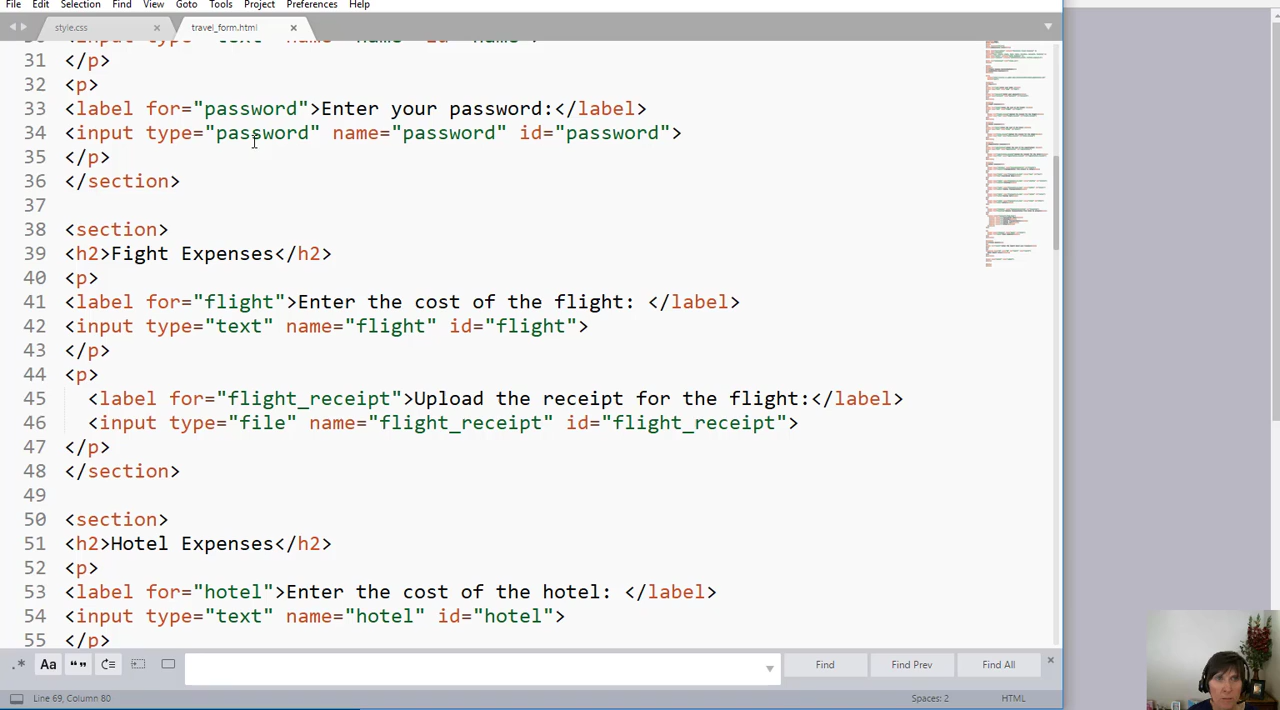 File Edit Selection Find View Goto Tools Project Preferences Help
style.css × travel_form.html ×
31 </p>
32 <p>
33 <label for="password">Enter your password:</label>
34 <input type="password" name="password" id="password">
35 </p>
36 </section>
37
38 <section>
39 <h2>Fight Expenses</h2
40 <p>
41 <label for="flight">Enter the cost of the flight: </label>
42 <input type="text" name="flight" id="flight">
43 </p>
44 <p>
45 <label for="flight_receipt">Upload the receipt for the flight:</label>
46 <input type="file" name="flight_receipt" id="flight_receipt">
47 </p>
48 </section>
49
50 <section>
51 <h2>Hotel Expenses</h2>
52 <p>
53 <label for="hotel">Enter the cost of the hotel: </label>
54 <input type="text" name="hotel" id="hotel">
55 </p>
.* Aa “” Find Find Prev Find All ×
Line 69, Column 80 Spaces: 2 HTML